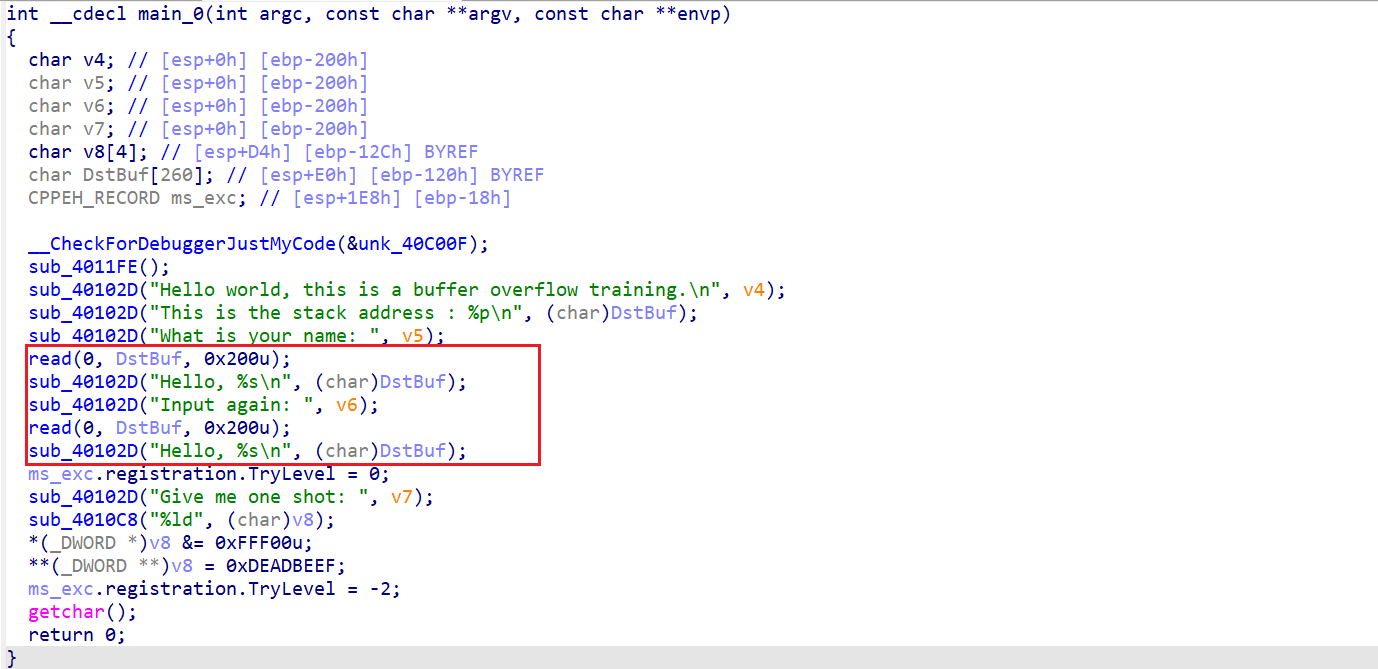 int __cdecl main_0(int argc, const char **argv, const char **envp)
{
  char v4; // [esp+0h] [ebp-200h]
  char v5; // [esp+0h] [ebp-200h]
  char v6; // [esp+0h] [ebp-200h]
  char v7; // [esp+0h] [ebp-200h]
  char v8[4]; // [esp+D4h] [ebp-12Ch] BYREF
  char DstBuf[260]; // [esp+E0h] [ebp-120h] BYREF
  CPPEH_RECORD ms_exc; // [esp+1E8h] [ebp-18h]

  __CheckForDebuggerJustMyCode(&unk_40C00F);
  sub_4011FE();
  sub_40102D("Hello world, this is a buffer overflow training.\n", v4);
  sub_40102D("This is the stack address : %p\n", (char)DstBuf);
  sub_40102D("What is your name: ", v5);
  read(0, DstBuf, 0x200u);
  sub_40102D("Hello, %s\n", (char)DstBuf);
  sub_40102D("Input again: ", v6);
  read(0, DstBuf, 0x200u);
  sub_40102D("Hello, %s\n", (char)DstBuf);
  ms_exc.registration.TryLevel = 0;
  sub_40102D("Give me one shot: ", v7);
  sub_4010C8("%ld", (char)v8);
  *(_DWORD *)v8 &= 0xFFF00u;
  **(_DWORD **)v8 = 0xDEADBEEF;
  ms_exc.registration.TryLevel = -2;
  getchar();
  return 0;
}